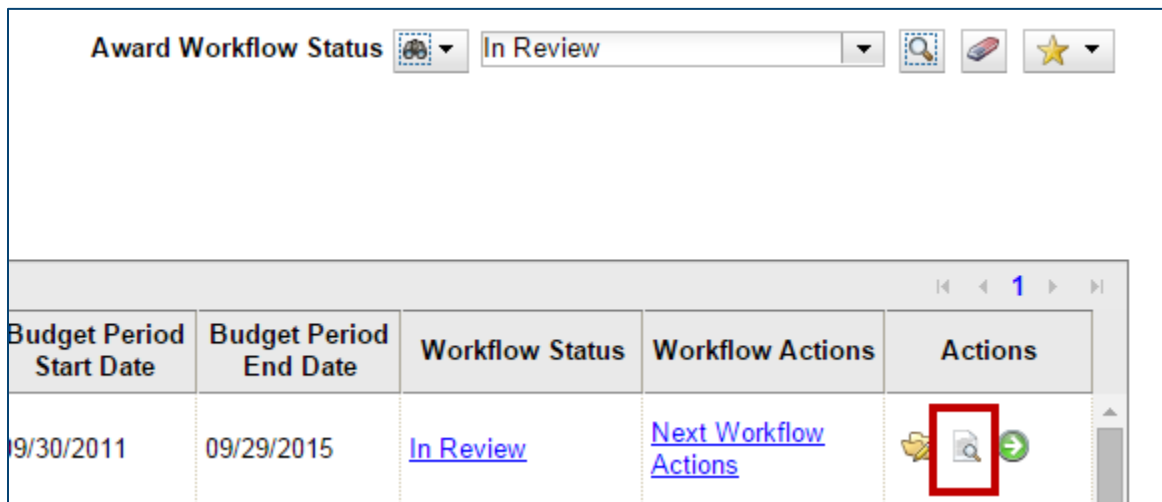 Award Workflow Status In Review
1
Budget Period Start Date Budget Period End Date Workflow Status Workflow Actions Actions
9/30/2011 09/29/2015 In Review Next Workflow Actions